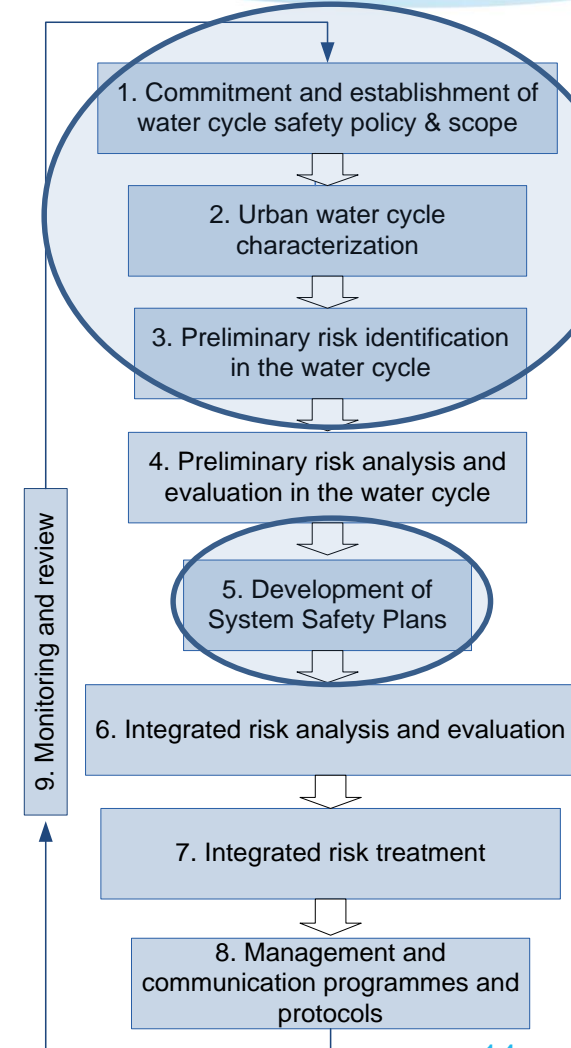 1. Commitment and establishment of
water cycle safety policy & scope
2. Urban water cycle
characterization
3. Preliminary risk identification
in the water cycle
4. Preliminary risk analysis and
evaluation in the water cycle
5. Development of
System Safety Plans
6. Integrated risk analysis and evaluation
7. Integrated risk treatment
8. Management and
communication programmes and
protocols
9. Monitoring and review